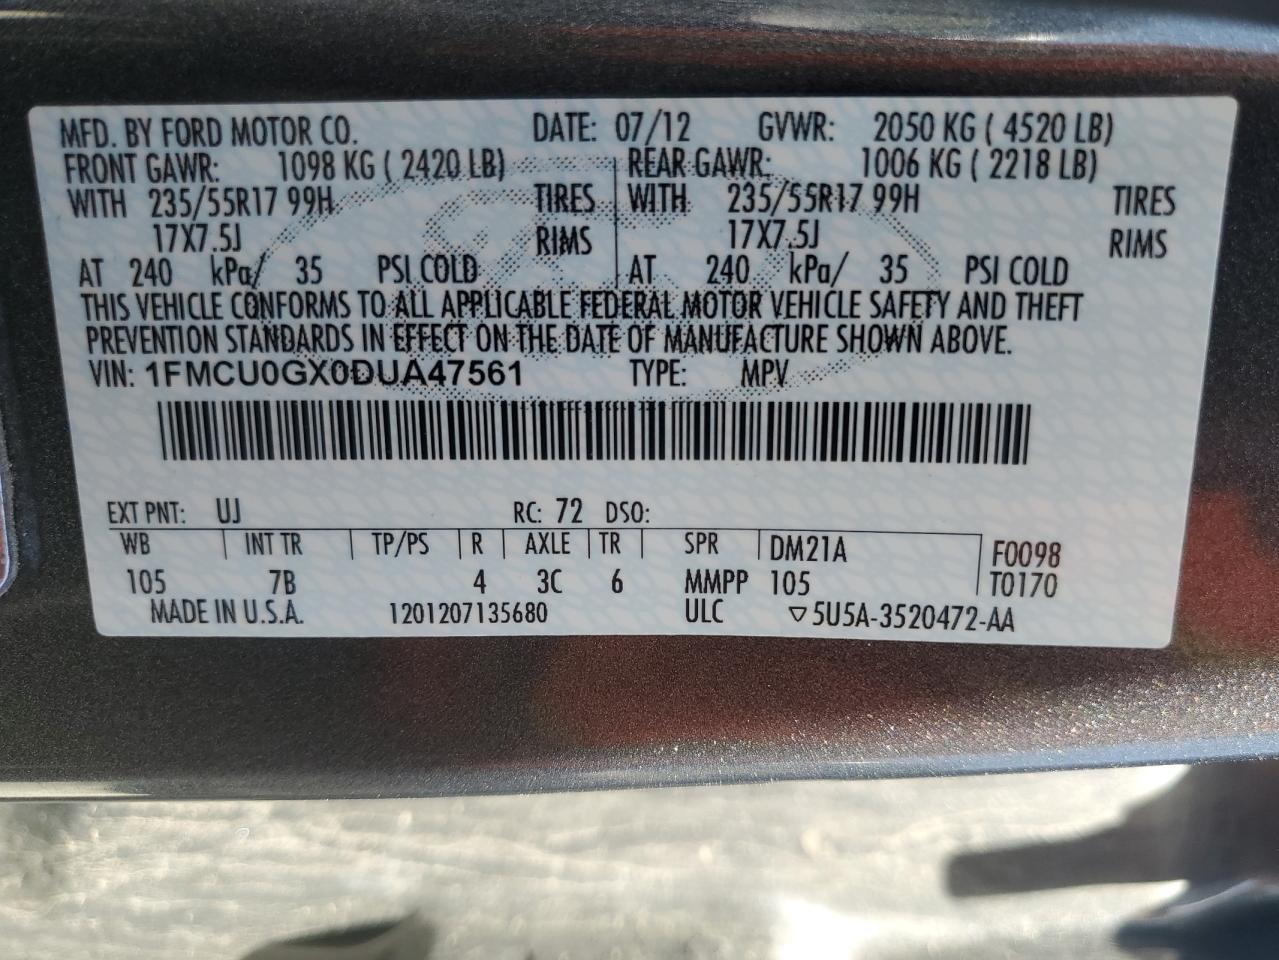 MFD. BY FORD MOTOR CO. DATE: 07/12 GVWR: 2050 KG ( 4520 LB)
FRONT GAWR: 1098 KG ( 2420 LB) REAR GAWR: 1006 KG ( 2218 LB)
WITH 235/55R17 99H TIRES WITH 235/55R17 99H TIRES
17X7.5J RIMS 17X7.5J RIMS
AT 240 kPa/ 35 PSI COLD AT 240 kPa/ 35 PSI COLD
THIS VEHICLE CONFORMS TO ALL APPLICABLE FEDERAL MOTOR VEHICLE SAFETY AND THEFT
PREVENTION STANDARDS IN EFFECT ON THE DATE OF MANUFACTURE SHOWN ABOVE.
VIN: 1FMCU0GX0DUA47561 TYPE: MPV
EXT PNT: UJ RC: 72 DSO:
WB INT TR TP/PS R AXLE TR SPR DM21A F0098
105 7B 4 3C 6 MMPP 105 T0170
MADE IN U.S.A. 1201207135680 ULC ▽5U5A-3520472-AA